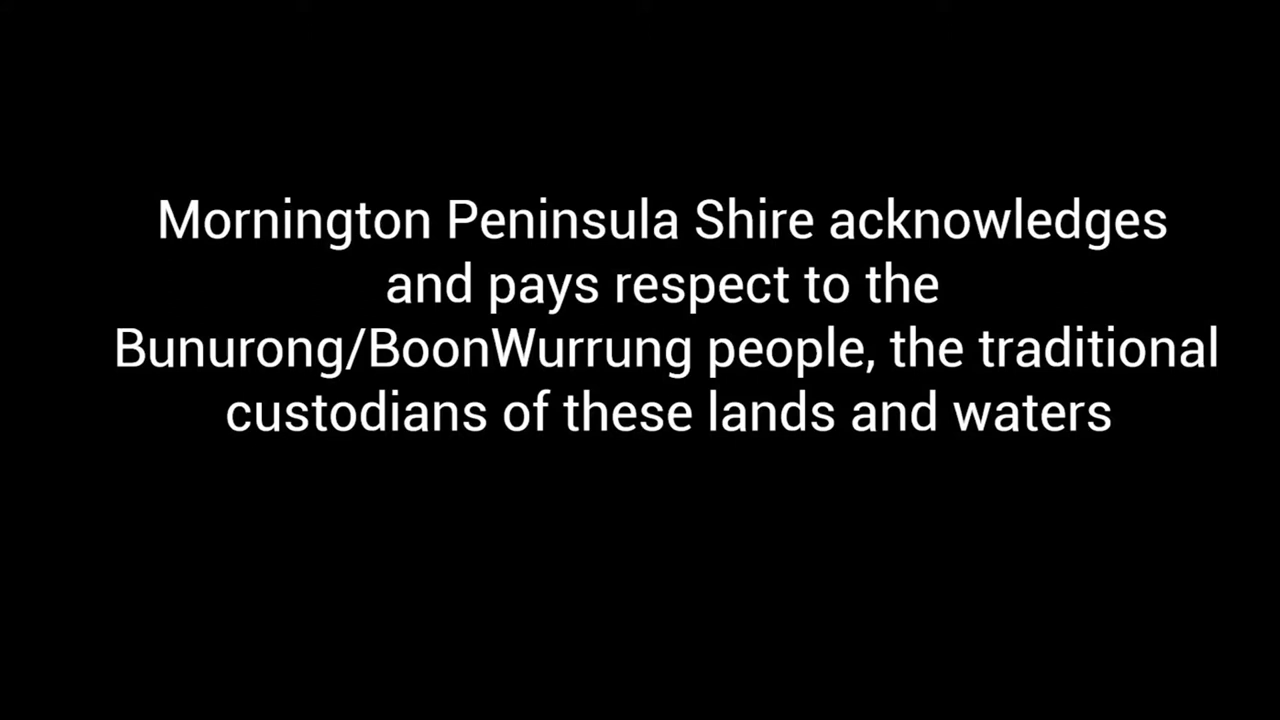 Mornington Peninsula Shire acknowledges
and pays respect to the
Bunurong/BoonWurrung people, the traditional
custodians of these lands and waters